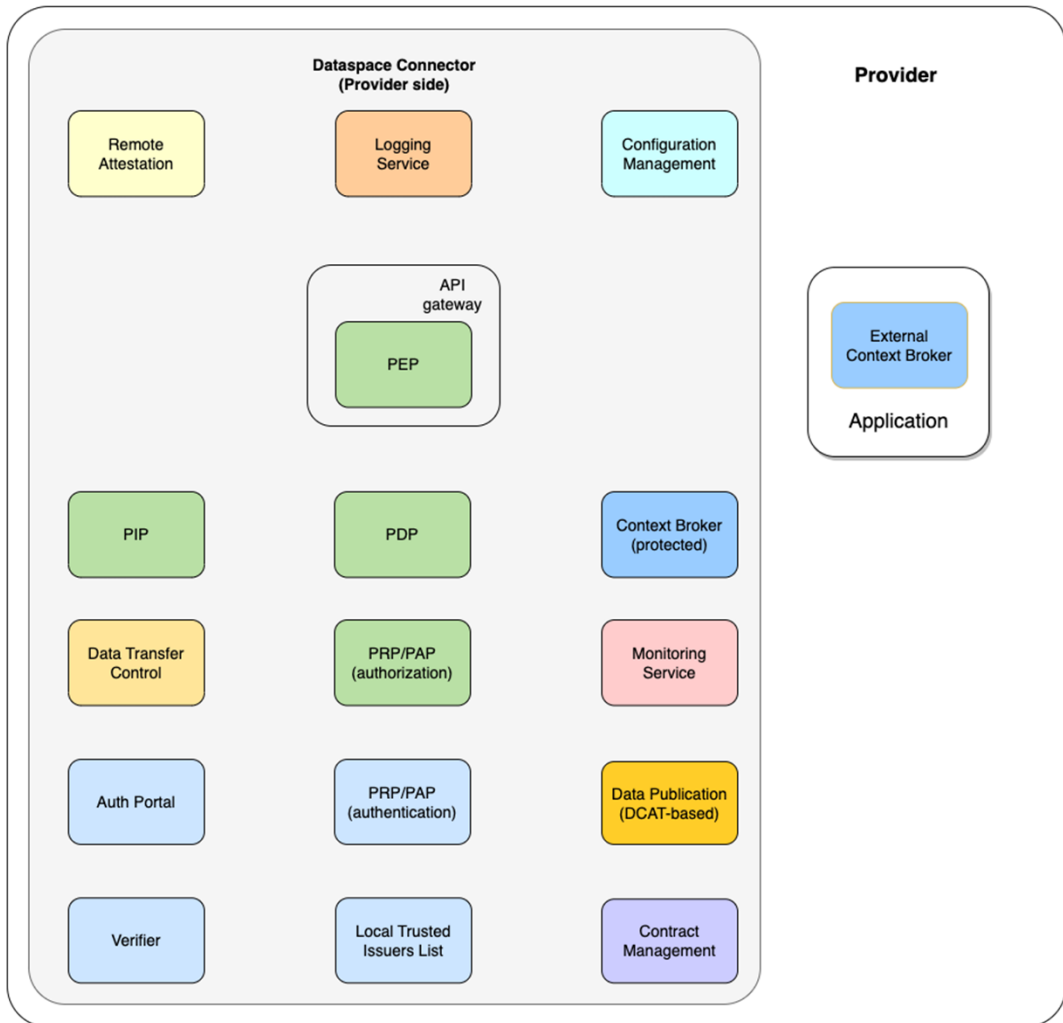 Dataspace Connector
(Provider side)
Provider
Remote
Attestation
Logging
Service
Configuration
Management
API
gateway
PEP
External
Context Broker
Application
PIP
PDP
Context Broker
(protected)
Data Transfer
Control
PRP/PAP
(authorization)
Monitoring
Service
Auth Portal
PRP/PAP
(authentication)
Data Publication
(DCAT-based)
Verifier
Local Trusted
Issuers List
Contract
Management